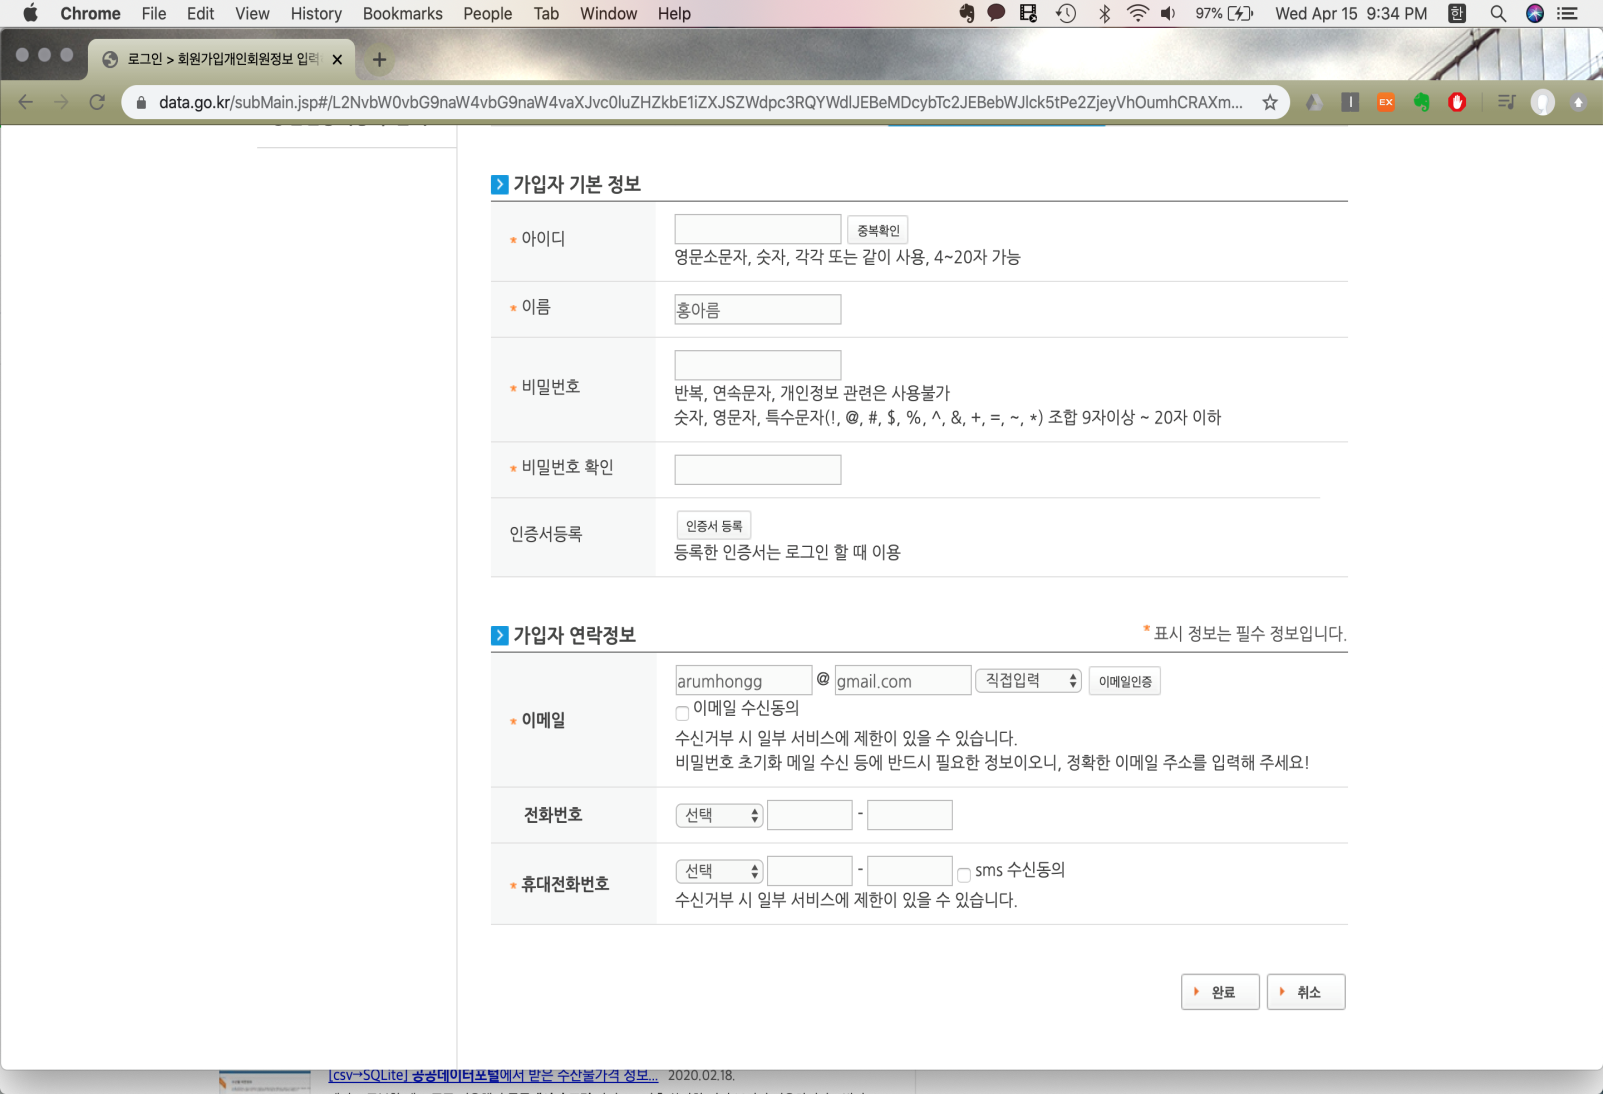 Chrome File Edit View History Bookmarks People Tab Window Help 97% Wed Apr 15 9:34 PM 한
로그인 > 회원가입개인회원정보 입력
data.go.kr/subMain.jsp#/L2NvbW0vbG9naW4vbG9naW4vaXJvc0luZHZkbE1iZXJSZWdpc3RQYWdlJEBeMDcybTc2JEBebWJlck5tPe2ZjeyVhOumhCRAXm...
EX
가입자 기본 정보
* 아이디
중복확인
영문소문자, 숫자, 각각 또는 같이 사용, 4~20자 가능
* 이름
홍아름
* 비밀번호
반복, 연속문자, 개인정보 관련은 사용불가
숫자, 영문자, 특수문자(!, @, #, $, %, ^, &, +, =, ~, *) 조합 9자이상 ~ 20자 이하
* 비밀번호 확인
인증서등록
인증서 등록
등록한 인증서는 로그인 할 때 이용
가입자 연락정보
* 표시 정보는 필수 정보입니다.
* 이메일
arumhongg @ gmail.com 직접입력 이메일인증
이메일 수신동의
수신거부 시 일부 서비스에 제한이 있을 수 있습니다.
비밀번호 초기화 메일 수신 등에 반드시 필요한 정보이오니, 정확한 이메일 주소를 입력해 주세요!
전화번호
선택 -
* 휴대전화번호
선택 - sms 수신동의
수신거부 시 일부 서비스에 제한이 있을 수 있습니다.
완료 취소
[csv→SQLite] 공공데이터포털에서 받은 수산물가격 정보... 2020.02.18.